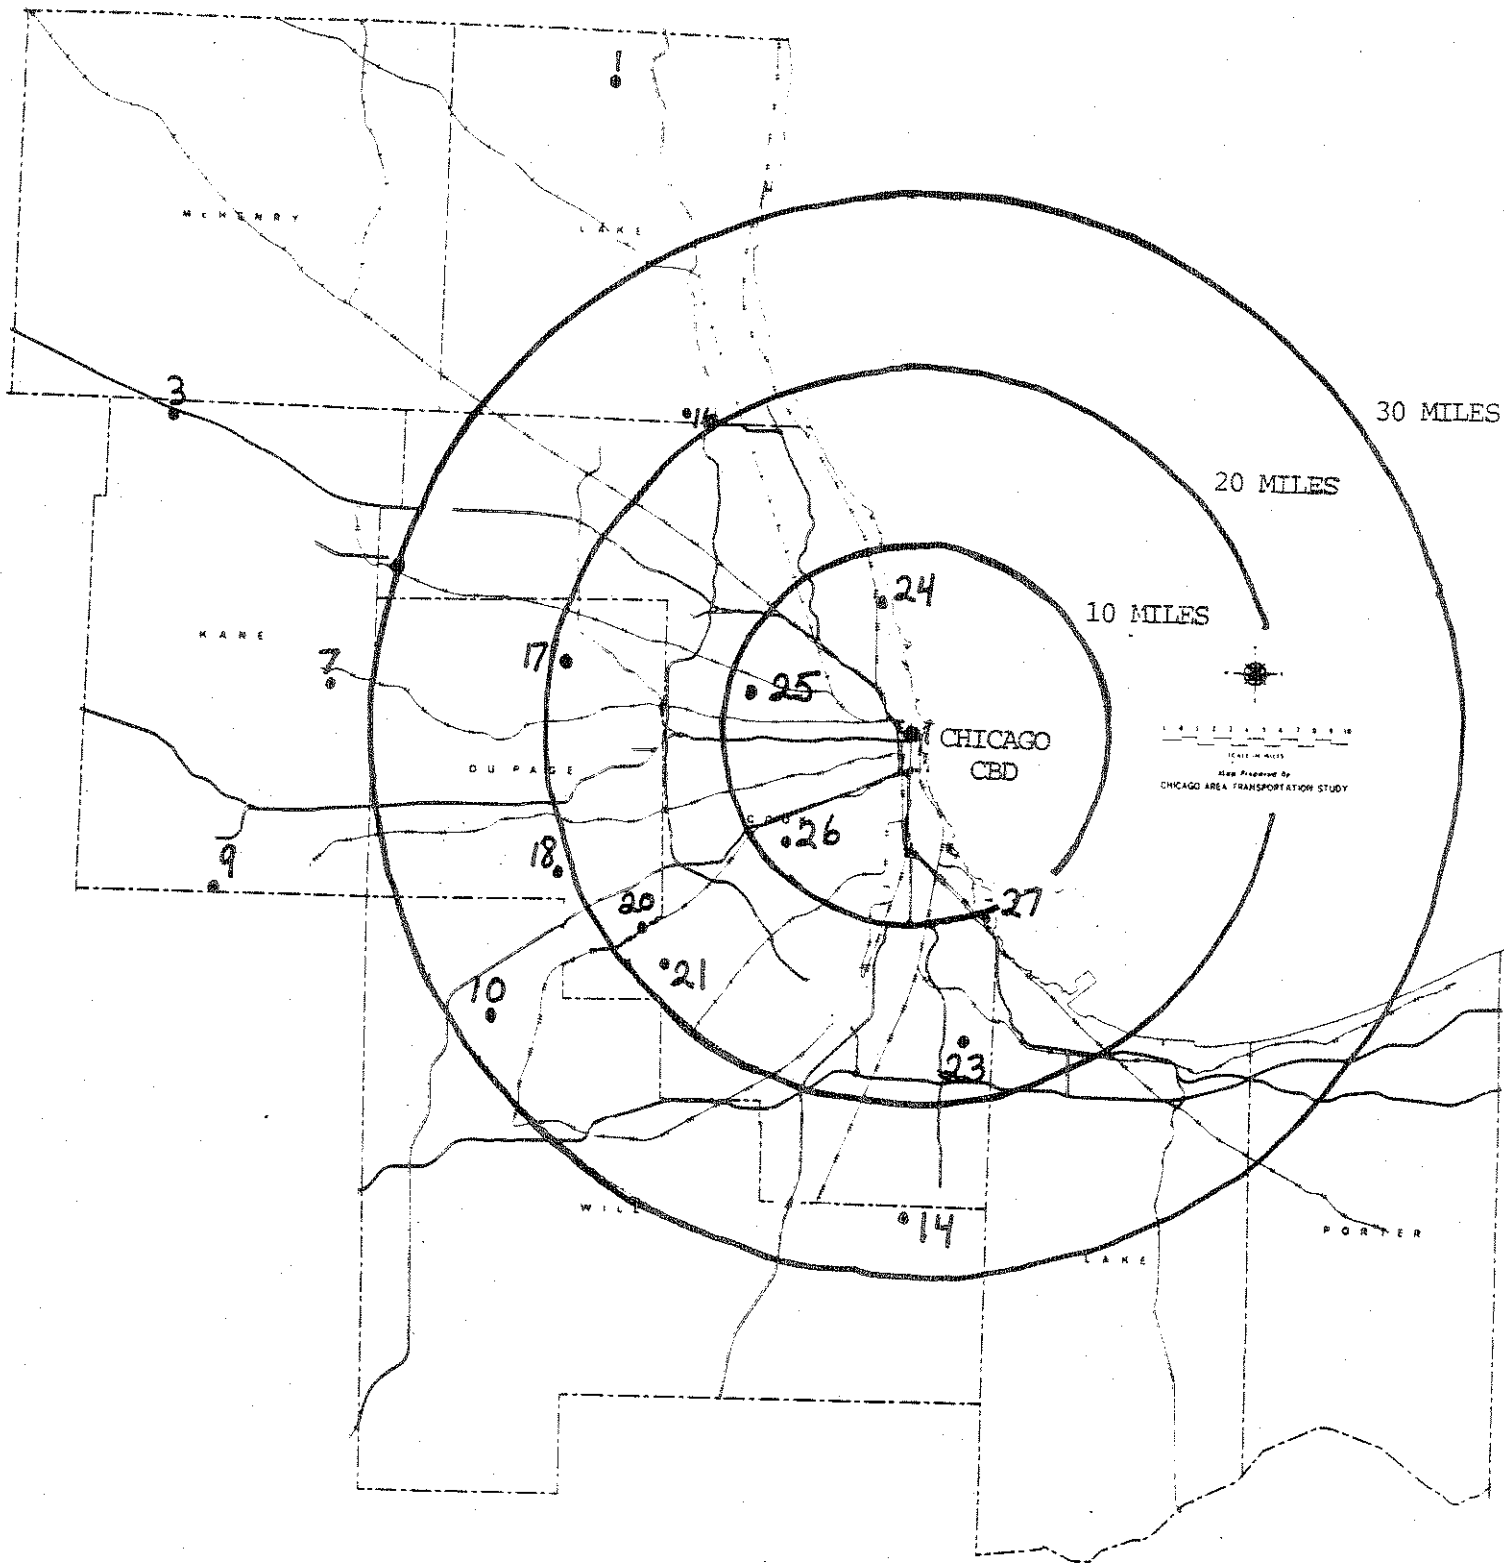 1
McHENRY
LAKE
3
16
30 MILES
20 MILES
24
10 MILES
KANE
7
17
25
CHICAGO
CBD
DU PAGE
SCALE IN MILES
Map Prepared By
CHICAGO AREA TRANSPORTATION STUDY
COOK
26
9
18
20
27
21
10
23
WILL
14
LAKE
PORTER